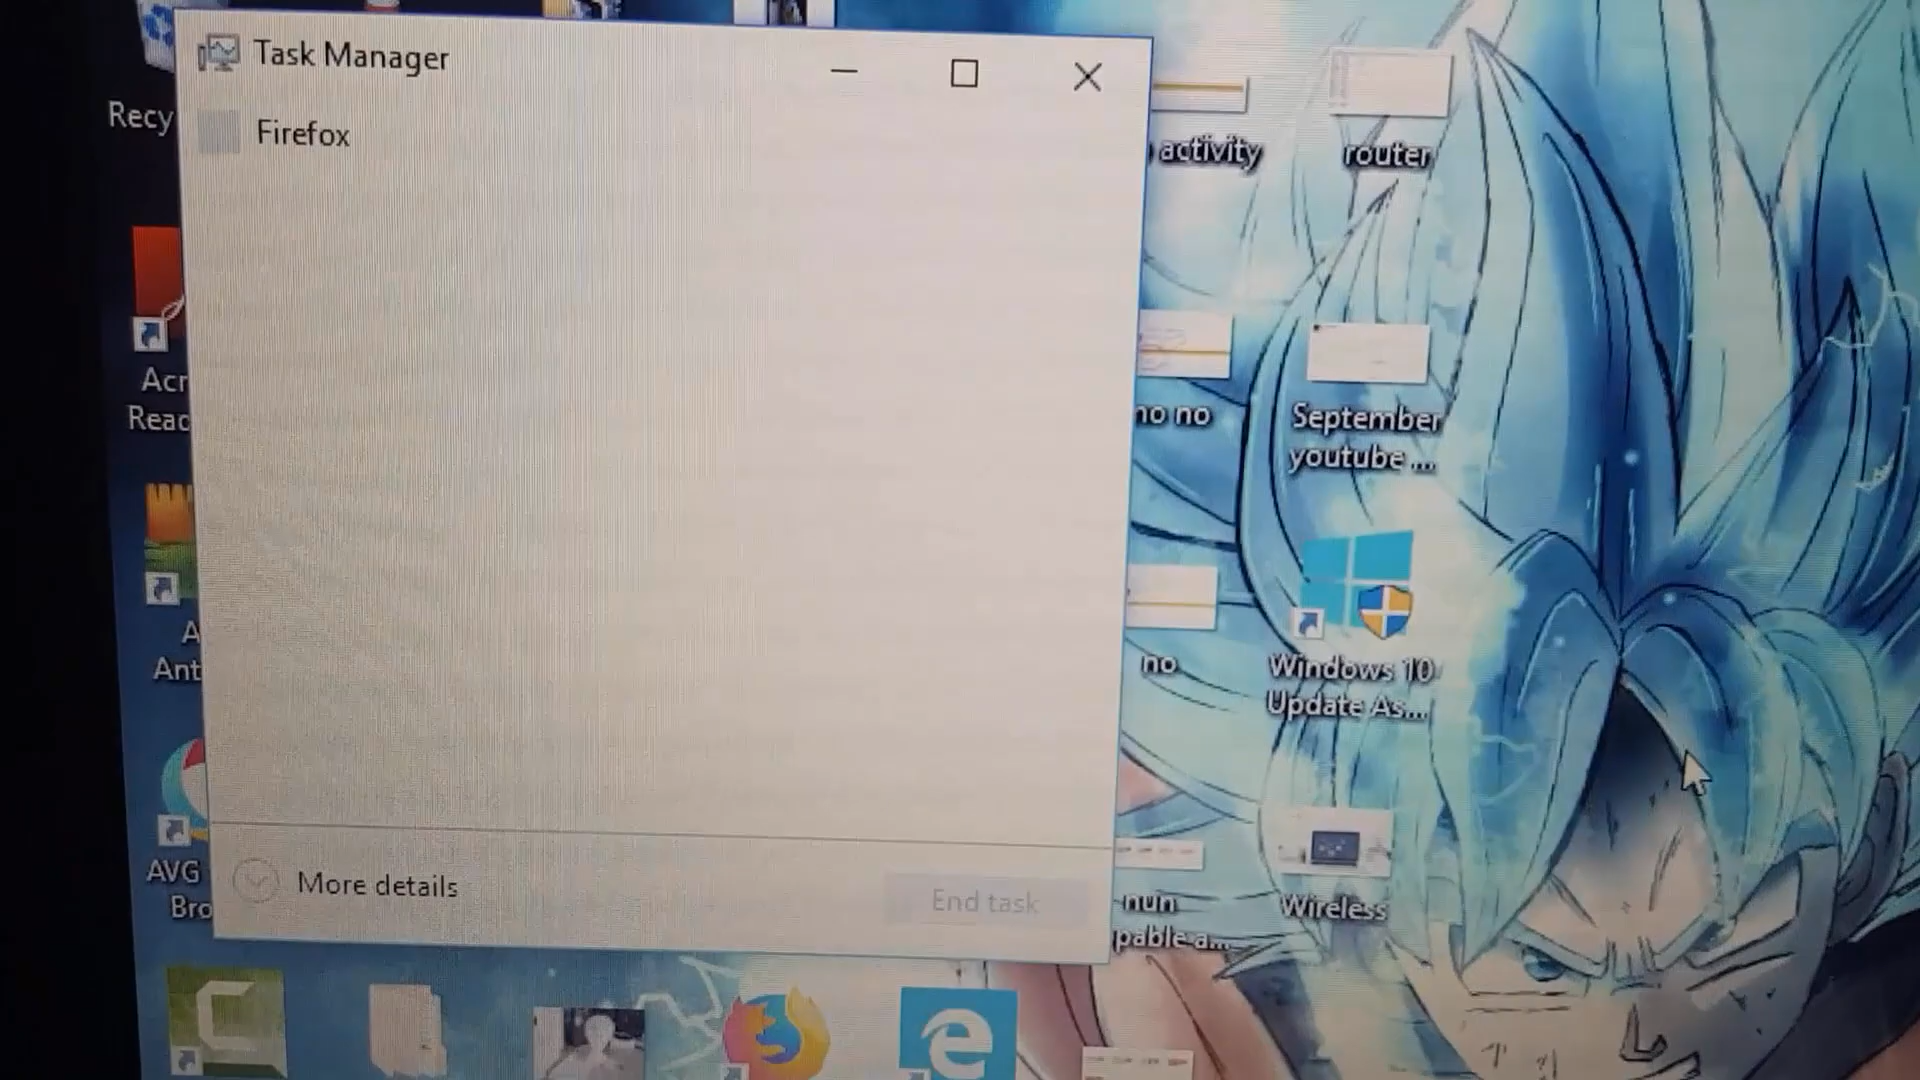 Task Manager
Firefox
More details
End task
Recy
Acr
Reac
A
Ant
AVG
Bro
activity
router
no no
September
youtube ...
no
Windows 10
Update As...
nun
pable a...
Wireless